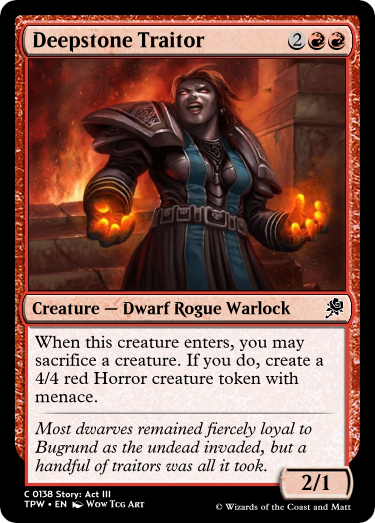 Deepstone Traitor 2
Creature — Dwarf Rogue Warlock
When this creature enters, you may
sacrifice a creature. If you do, create a
4/4 red Horror creature token with
menace.
Most dwarves remained fiercely loyal to
Bugrund as the undead invaded, but a
handful of traitors was all it took.
2/1
C 0138 Story: Act III
TPW • EN Wow Tcg Art
© Wizards of the Coast and Matt